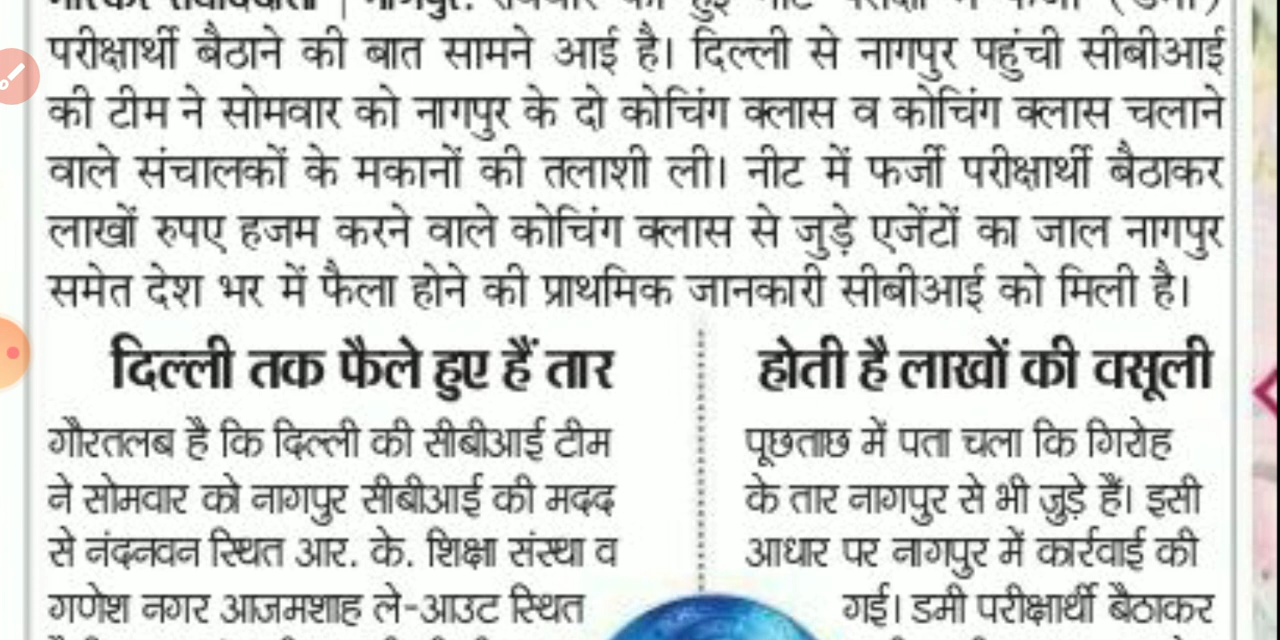 परीक्षार्थी बैठाने की बात सामने आई है। दिल्ली से नागपुर पहुंची सीबीआई
की टीम ने सोमवार को नागपुर के दो कोचिंग क्लास व कोचिंग क्लास चलाने
वाले संचालकों के मकानों की तलाशी ली। नीट में फर्जी परीक्षार्थी बैठाकर
लाखों रुपए हजम करने वाले कोचिंग क्लास से जुड़े एजेंटों का जाल नागपुर
समेत देश भर में फैला होने की प्राथमिक जानकारी सीबीआई को मिली है।
दिल्ली तक फैले हुए हैं तार
गौरतलब है कि दिल्ली की सीबीआई टीम
ने सोमवार को नागपुर सीबीआई की मदद
से नंदनवन स्थित आर. के. शिक्षा संस्था व
गणेश नगर आजमशाह ले-आउट स्थित
होती है लाखों की वसूली
पूछताछ में पता चला कि गिरोह
के तार नागपुर से भी जुड़े हैं। इसी
आधार पर नागपुर में कार्रवाई की
गई। डमी परीक्षार्थी बैठाकर